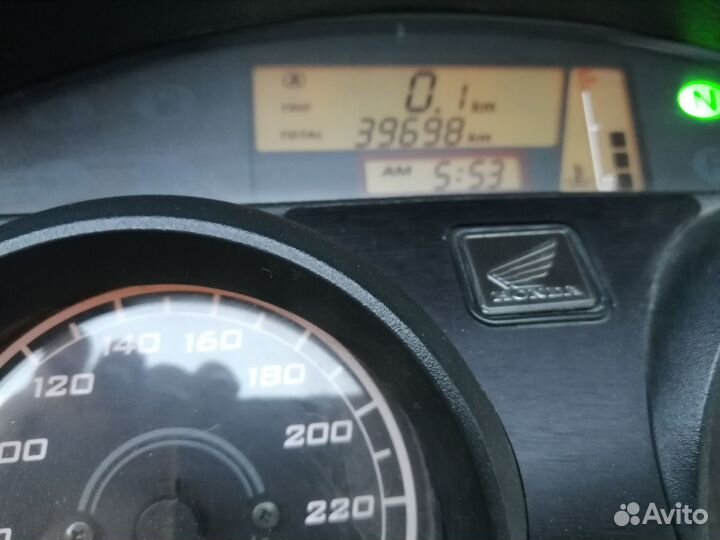 A
TRIP 0.1 km
TOTAL 39698 km
AM 5:53
N
HONDA
140 160
120 180
200
220
Avito